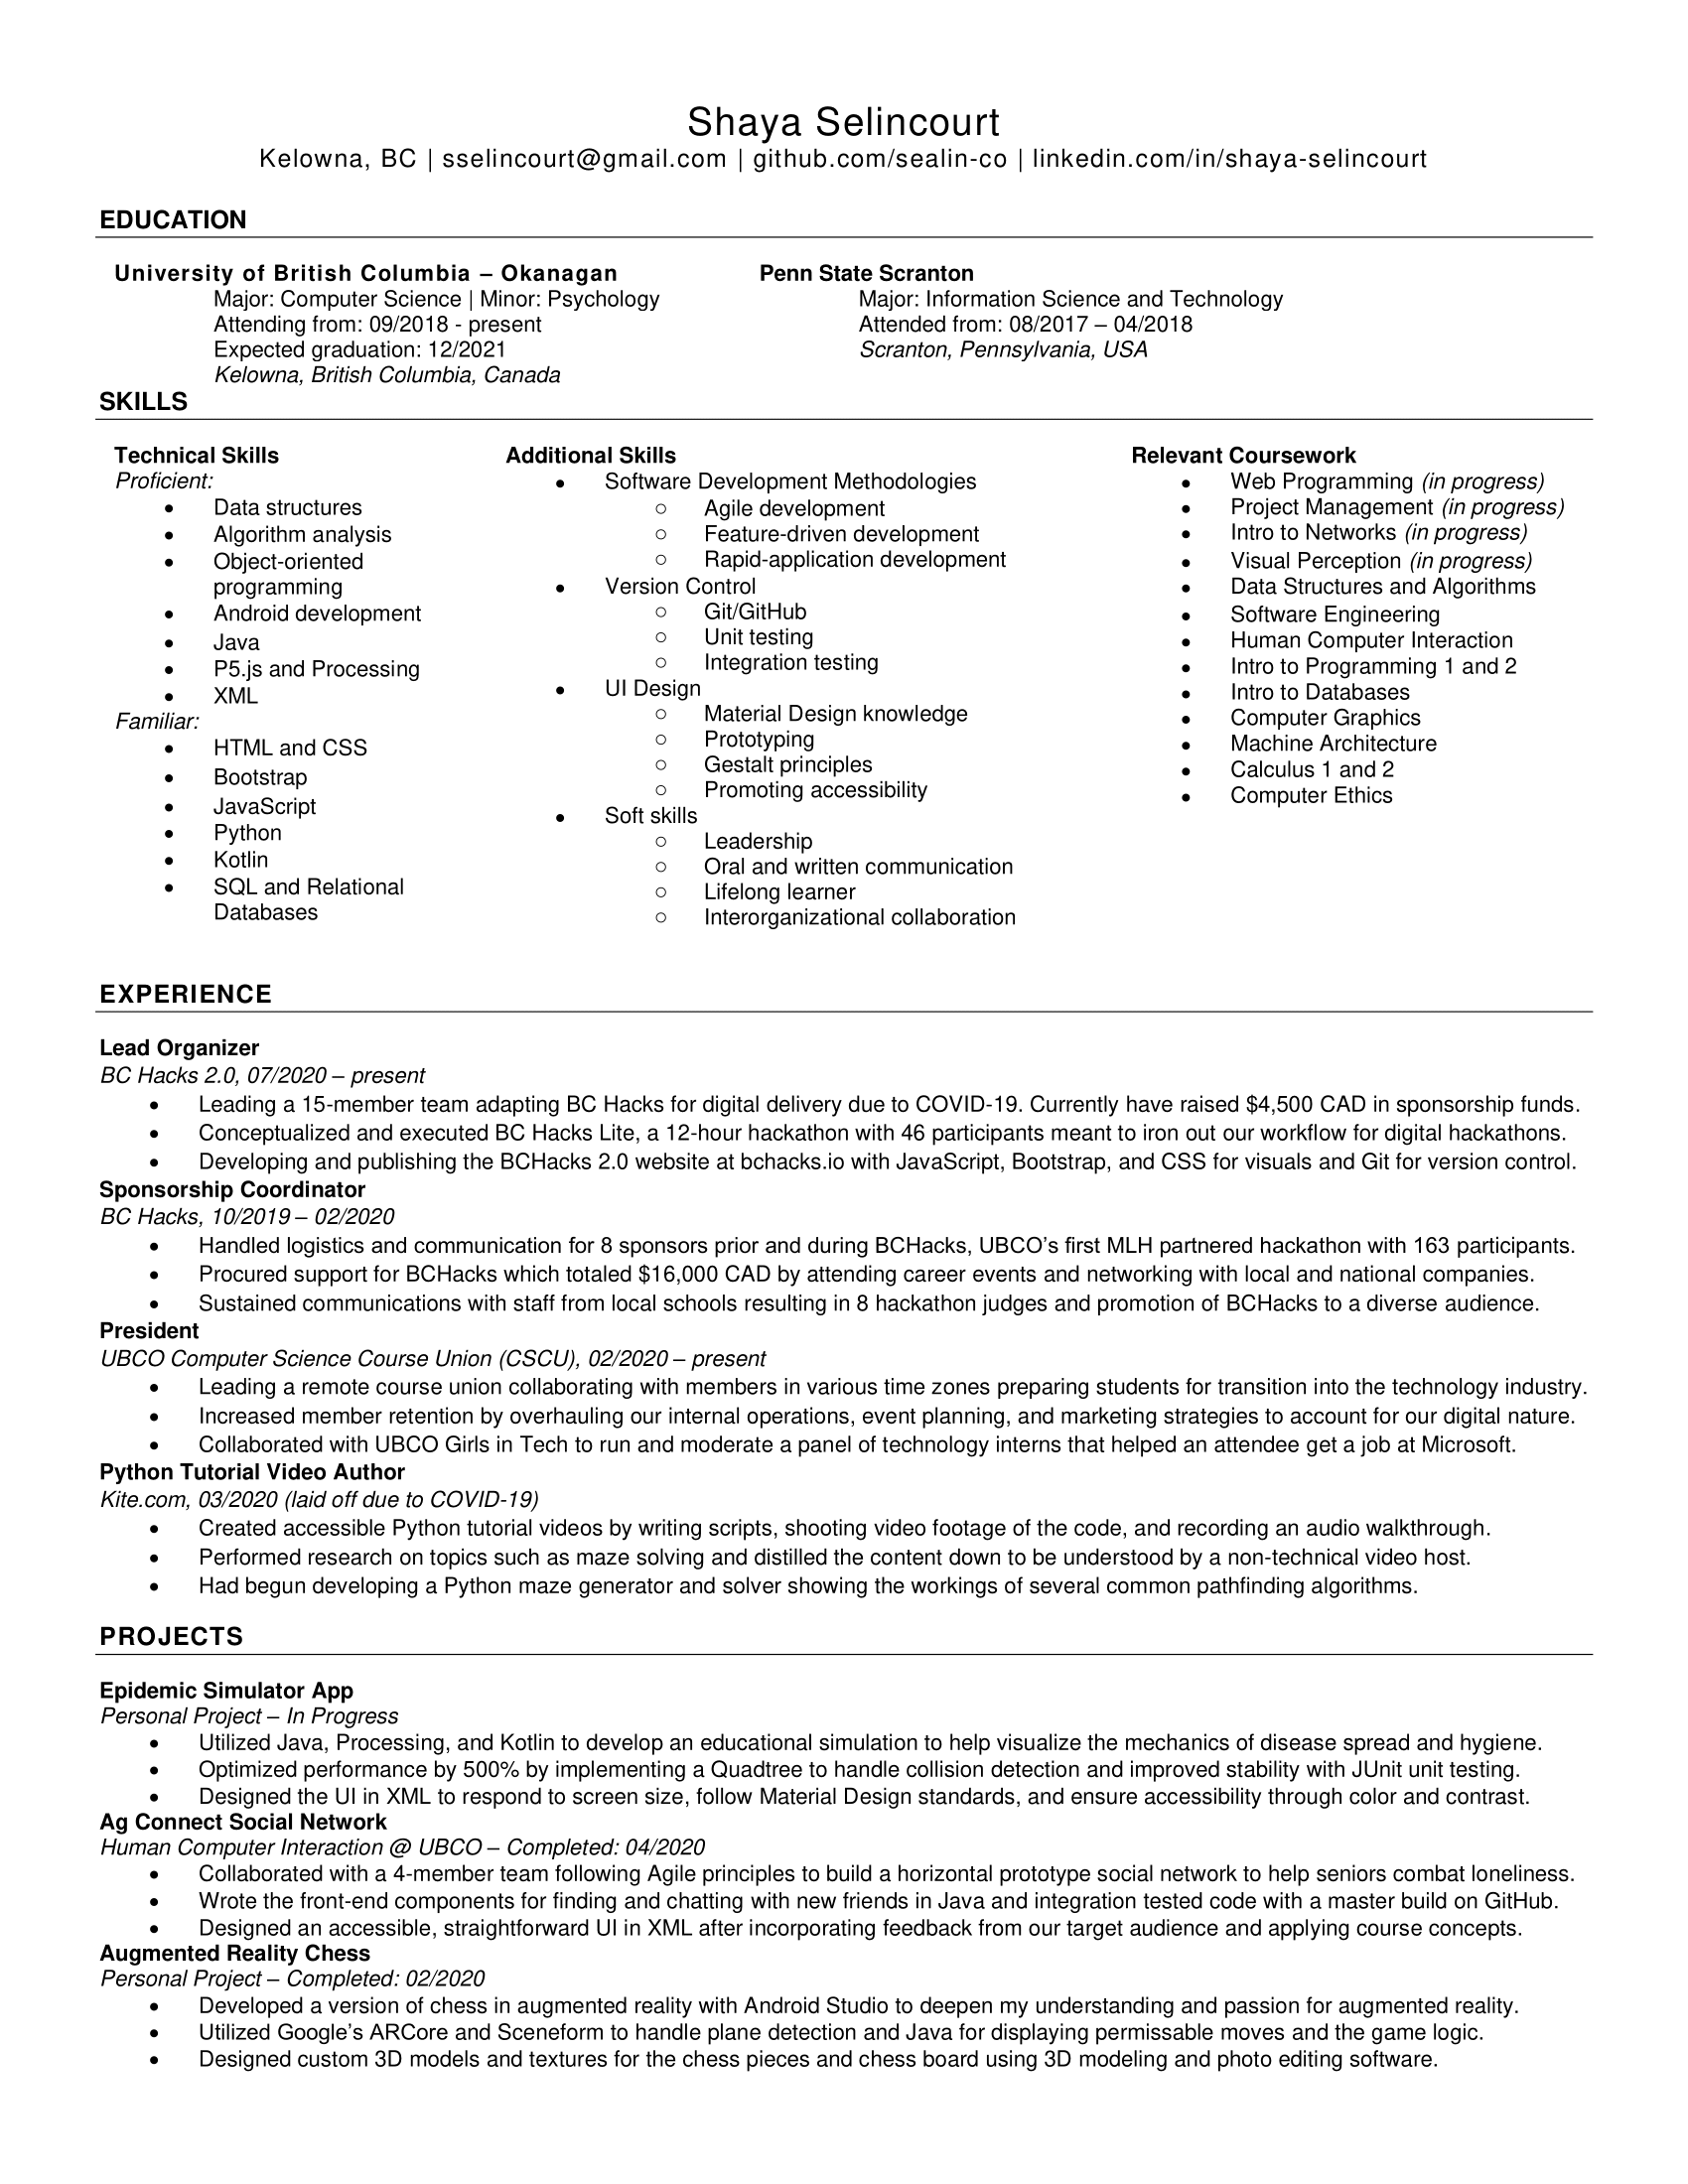 Shaya Selincourt
Kelowna, BC | sselincourt@gmail.com | github.com/sealin-co | linkedin.com/in/shaya-selincourt
EDUCATION
University of British Columbia – Okanagan
Major: Computer Science | Minor: Psychology
Attending from: 09/2018 - present
Expected graduation: 12/2021
Kelowna, British Columbia, Canada
Penn State Scranton
Major: Information Science and Technology
Attended from: 08/2017 – 04/2018
Scranton, Pennsylvania, USA
SKILLS
Technical Skills
Proficient:
• Data structures
• Algorithm analysis
• Object-oriented
programming
• Android development
• Java
• P5.js and Processing
• XML
Familiar:
• HTML and CSS
• Bootstrap
• JavaScript
• Python
• Kotlin
• SQL and Relational
Databases
Additional Skills
• Software Development Methodologies
○ Agile development
○ Feature-driven development
○ Rapid-application development
• Version Control
○ Git/GitHub
○ Unit testing
○ Integration testing
• UI Design
○ Material Design knowledge
○ Prototyping
○ Gestalt principles
○ Promoting accessibility
• Soft skills
○ Leadership
○ Oral and written communication
○ Lifelong learner
○ Interorganizational collaboration
Relevant Coursework
• Web Programming (in progress)
• Project Management (in progress)
• Intro to Networks (in progress)
• Visual Perception (in progress)
• Data Structures and Algorithms
• Software Engineering
• Human Computer Interaction
• Intro to Programming 1 and 2
• Intro to Databases
• Computer Graphics
• Machine Architecture
• Calculus 1 and 2
• Computer Ethics
EXPERIENCE
Lead Organizer
BC Hacks 2.0, 07/2020 – present
• Leading a 15-member team adapting BC Hacks for digital delivery due to COVID-19. Currently have raised $4,500 CAD in sponsorship funds.
• Conceptualized and executed BC Hacks Lite, a 12-hour hackathon with 46 participants meant to iron out our workflow for digital hackathons.
• Developing and publishing the BCHacks 2.0 website at bchacks.io with JavaScript, Bootstrap, and CSS for visuals and Git for version control.
Sponsorship Coordinator
BC Hacks, 10/2019 – 02/2020
• Handled logistics and communication for 8 sponsors prior and during BCHacks, UBCO’s first MLH partnered hackathon with 163 participants.
• Procured support for BCHacks which totaled $16,000 CAD by attending career events and networking with local and national companies.
• Sustained communications with staff from local schools resulting in 8 hackathon judges and promotion of BCHacks to a diverse audience.
President
UBCO Computer Science Course Union (CSCU), 02/2020 – present
• Leading a remote course union collaborating with members in various time zones preparing students for transition into the technology industry.
• Increased member retention by overhauling our internal operations, event planning, and marketing strategies to account for our digital nature.
• Collaborated with UBCO Girls in Tech to run and moderate a panel of technology interns that helped an attendee get a job at Microsoft.
Python Tutorial Video Author
Kite.com, 03/2020 (laid off due to COVID-19)
• Created accessible Python tutorial videos by writing scripts, shooting video footage of the code, and recording an audio walkthrough.
• Performed research on topics such as maze solving and distilled the content down to be understood by a non-technical video host.
• Had begun developing a Python maze generator and solver showing the workings of several common pathfinding algorithms.
PROJECTS
Epidemic Simulator App
Personal Project – In Progress
• Utilized Java, Processing, and Kotlin to develop an educational simulation to help visualize the mechanics of disease spread and hygiene.
• Optimized performance by 500% by implementing a Quadtree to handle collision detection and improved stability with JUnit unit testing.
• Designed the UI in XML to respond to screen size, follow Material Design standards, and ensure accessibility through color and contrast.
Ag Connect Social Network
Human Computer Interaction @ UBCO – Completed: 04/2020
• Collaborated with a 4-member team following Agile principles to build a horizontal prototype social network to help seniors combat loneliness.
• Wrote the front-end components for finding and chatting with new friends in Java and integration tested code with a master build on GitHub.
• Designed an accessible, straightforward UI in XML after incorporating feedback from our target audience and applying course concepts.
Augmented Reality Chess
Personal Project – Completed: 02/2020
• Developed a version of chess in augmented reality with Android Studio to deepen my understanding and passion for augmented reality.
• Utilized Google’s ARCore and Sceneform to handle plane detection and Java for displaying permissable moves and the game logic.
• Designed custom 3D models and textures for the chess pieces and chess board using 3D modeling and photo editing software.